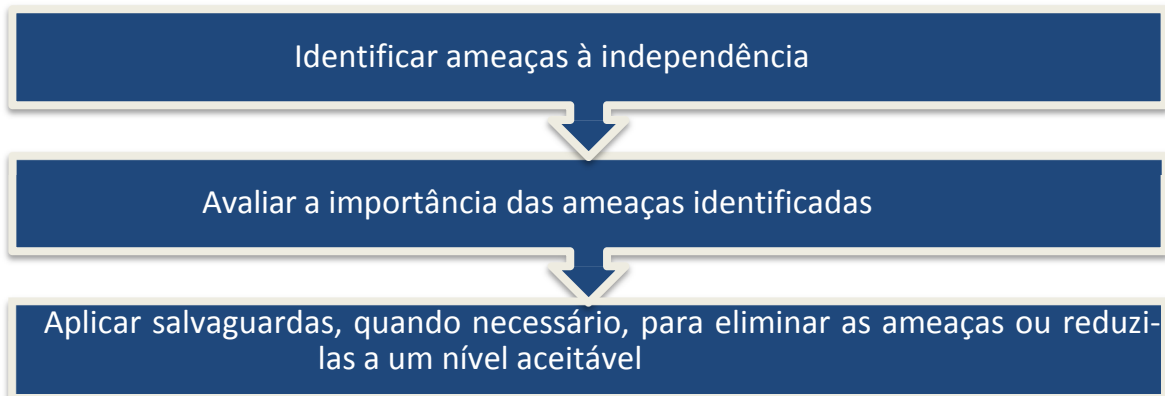 Identificar ameaças à independência
Avaliar a importância das ameaças identificadas
Aplicar salvaguardas, quando necessário, para eliminar as ameaças ou reduzi-
las a um nível aceitável